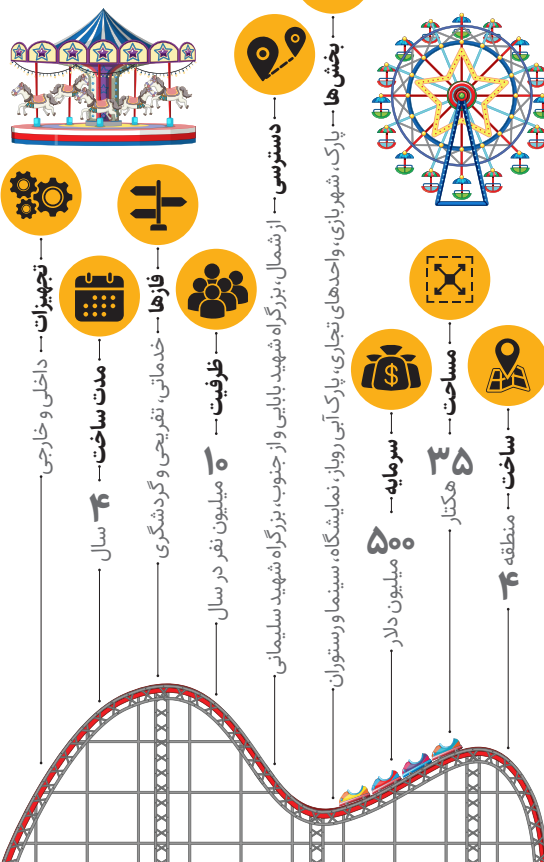 ساخت
منطقه ۴
مساحت
۳۵ هکتار
سرمایه
۵۰۰ میلیون دلار
بخش‌ها
پارک، شهربازی، واحدهای تجاری، پارک آبی روباز، نمایشگاه، سینما و رستوران
دسترسی
از شمال، بزرگراه شهید بابایی و از جنوب، بزرگراه شهید سلیمانی
ظرفیت
۱۰ میلیون نفر در سال
فازها
خدماتی، تفریحی و گردشگری
مدت ساخت
۴ سال
تجهیزات
داخلی و خارجی